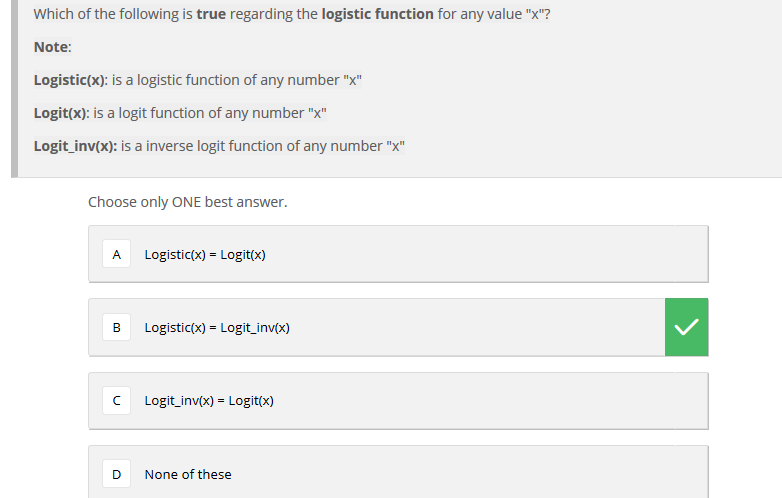 Which of the following is true regarding the logistic function for any value "x"?
Note:
Logistic(x): is a logistic function of any number "x"
Logit(x): is a logit function of any number "x"
Logit_inv(x): is a inverse logit function of any number "x"
Choose only ONE best answer.
A Logistic(x) = Logit(x)
B Logistic(x) = Logit_inv(x)
C Logit_inv(x) = Logit(x)
D None of these